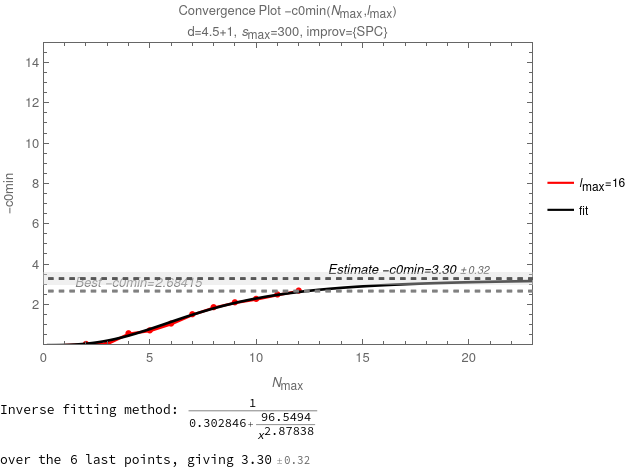 Convergence Plot −c0min(Nmax,lmax)
d=4.5+1, smax=300, improv={SPC}
14
12
10
8
6
4
2
−c0min
Estimate −c0min=3.30 ±0.32
Best −c0min=2.68415
lmax=16
fit
0 5 10 15 20
Nmax
Inverse fitting method: 1
0.302846+ 96.5494
x2.87838
over the 6 last points, giving 3.30 ±0.32